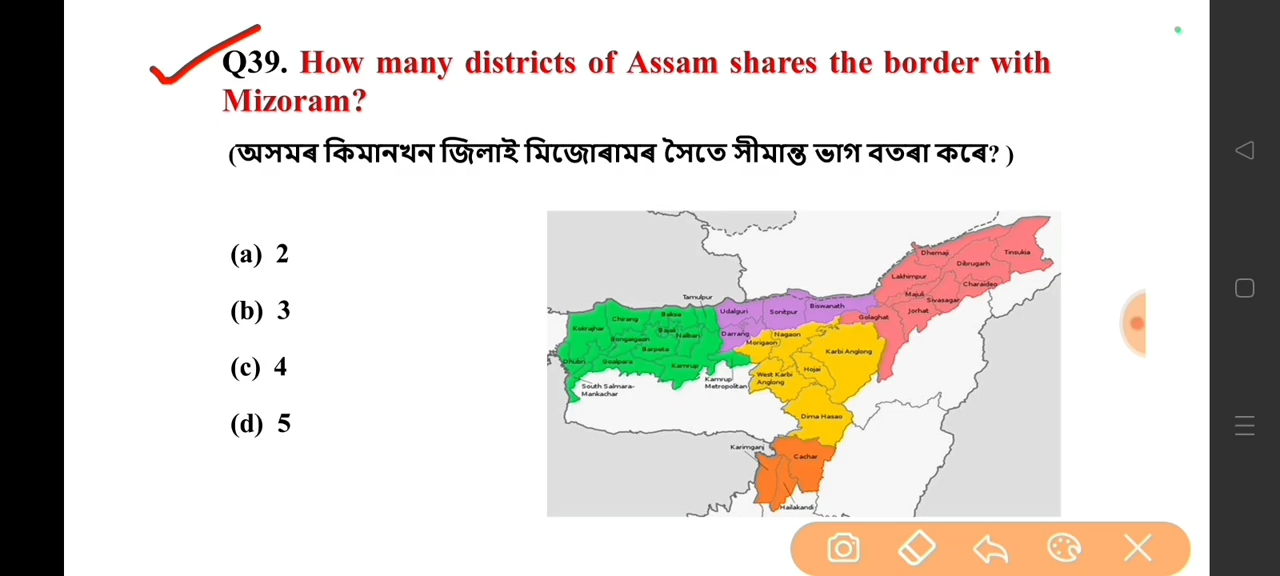 Q39. How many districts of Assam shares the border with
Mizoram?
(অসমৰ কিমানখন জিলাই মিজোৰামৰ সৈতে সীমান্ত ভাগ বতৰা কৰে? )
(a) 2
(b) 3
(c) 4
(d) 5
Dhemaji
Tinsukia
Dibrugarh
Lakhimpur
Charaideo
Majuli
Sivasagar
Jorhat
Golaghat
Tamulpur
Udalguri
Sonitpur
Biswanath
Chirang
Baksa
Kokrajhar
Bongaigaon
Bajali
Nalbari
Darrang
Nagaon
Morigaon
Barpeta
Karbi Anglong
Dhubri
Goalpara
Kamrup
Hojai
West Karbi
Anglong
Kamrup
Metropolitan
South Salmara-
Mankachar
Dima Hasao
Karimganj
Cachar
Hailakandi